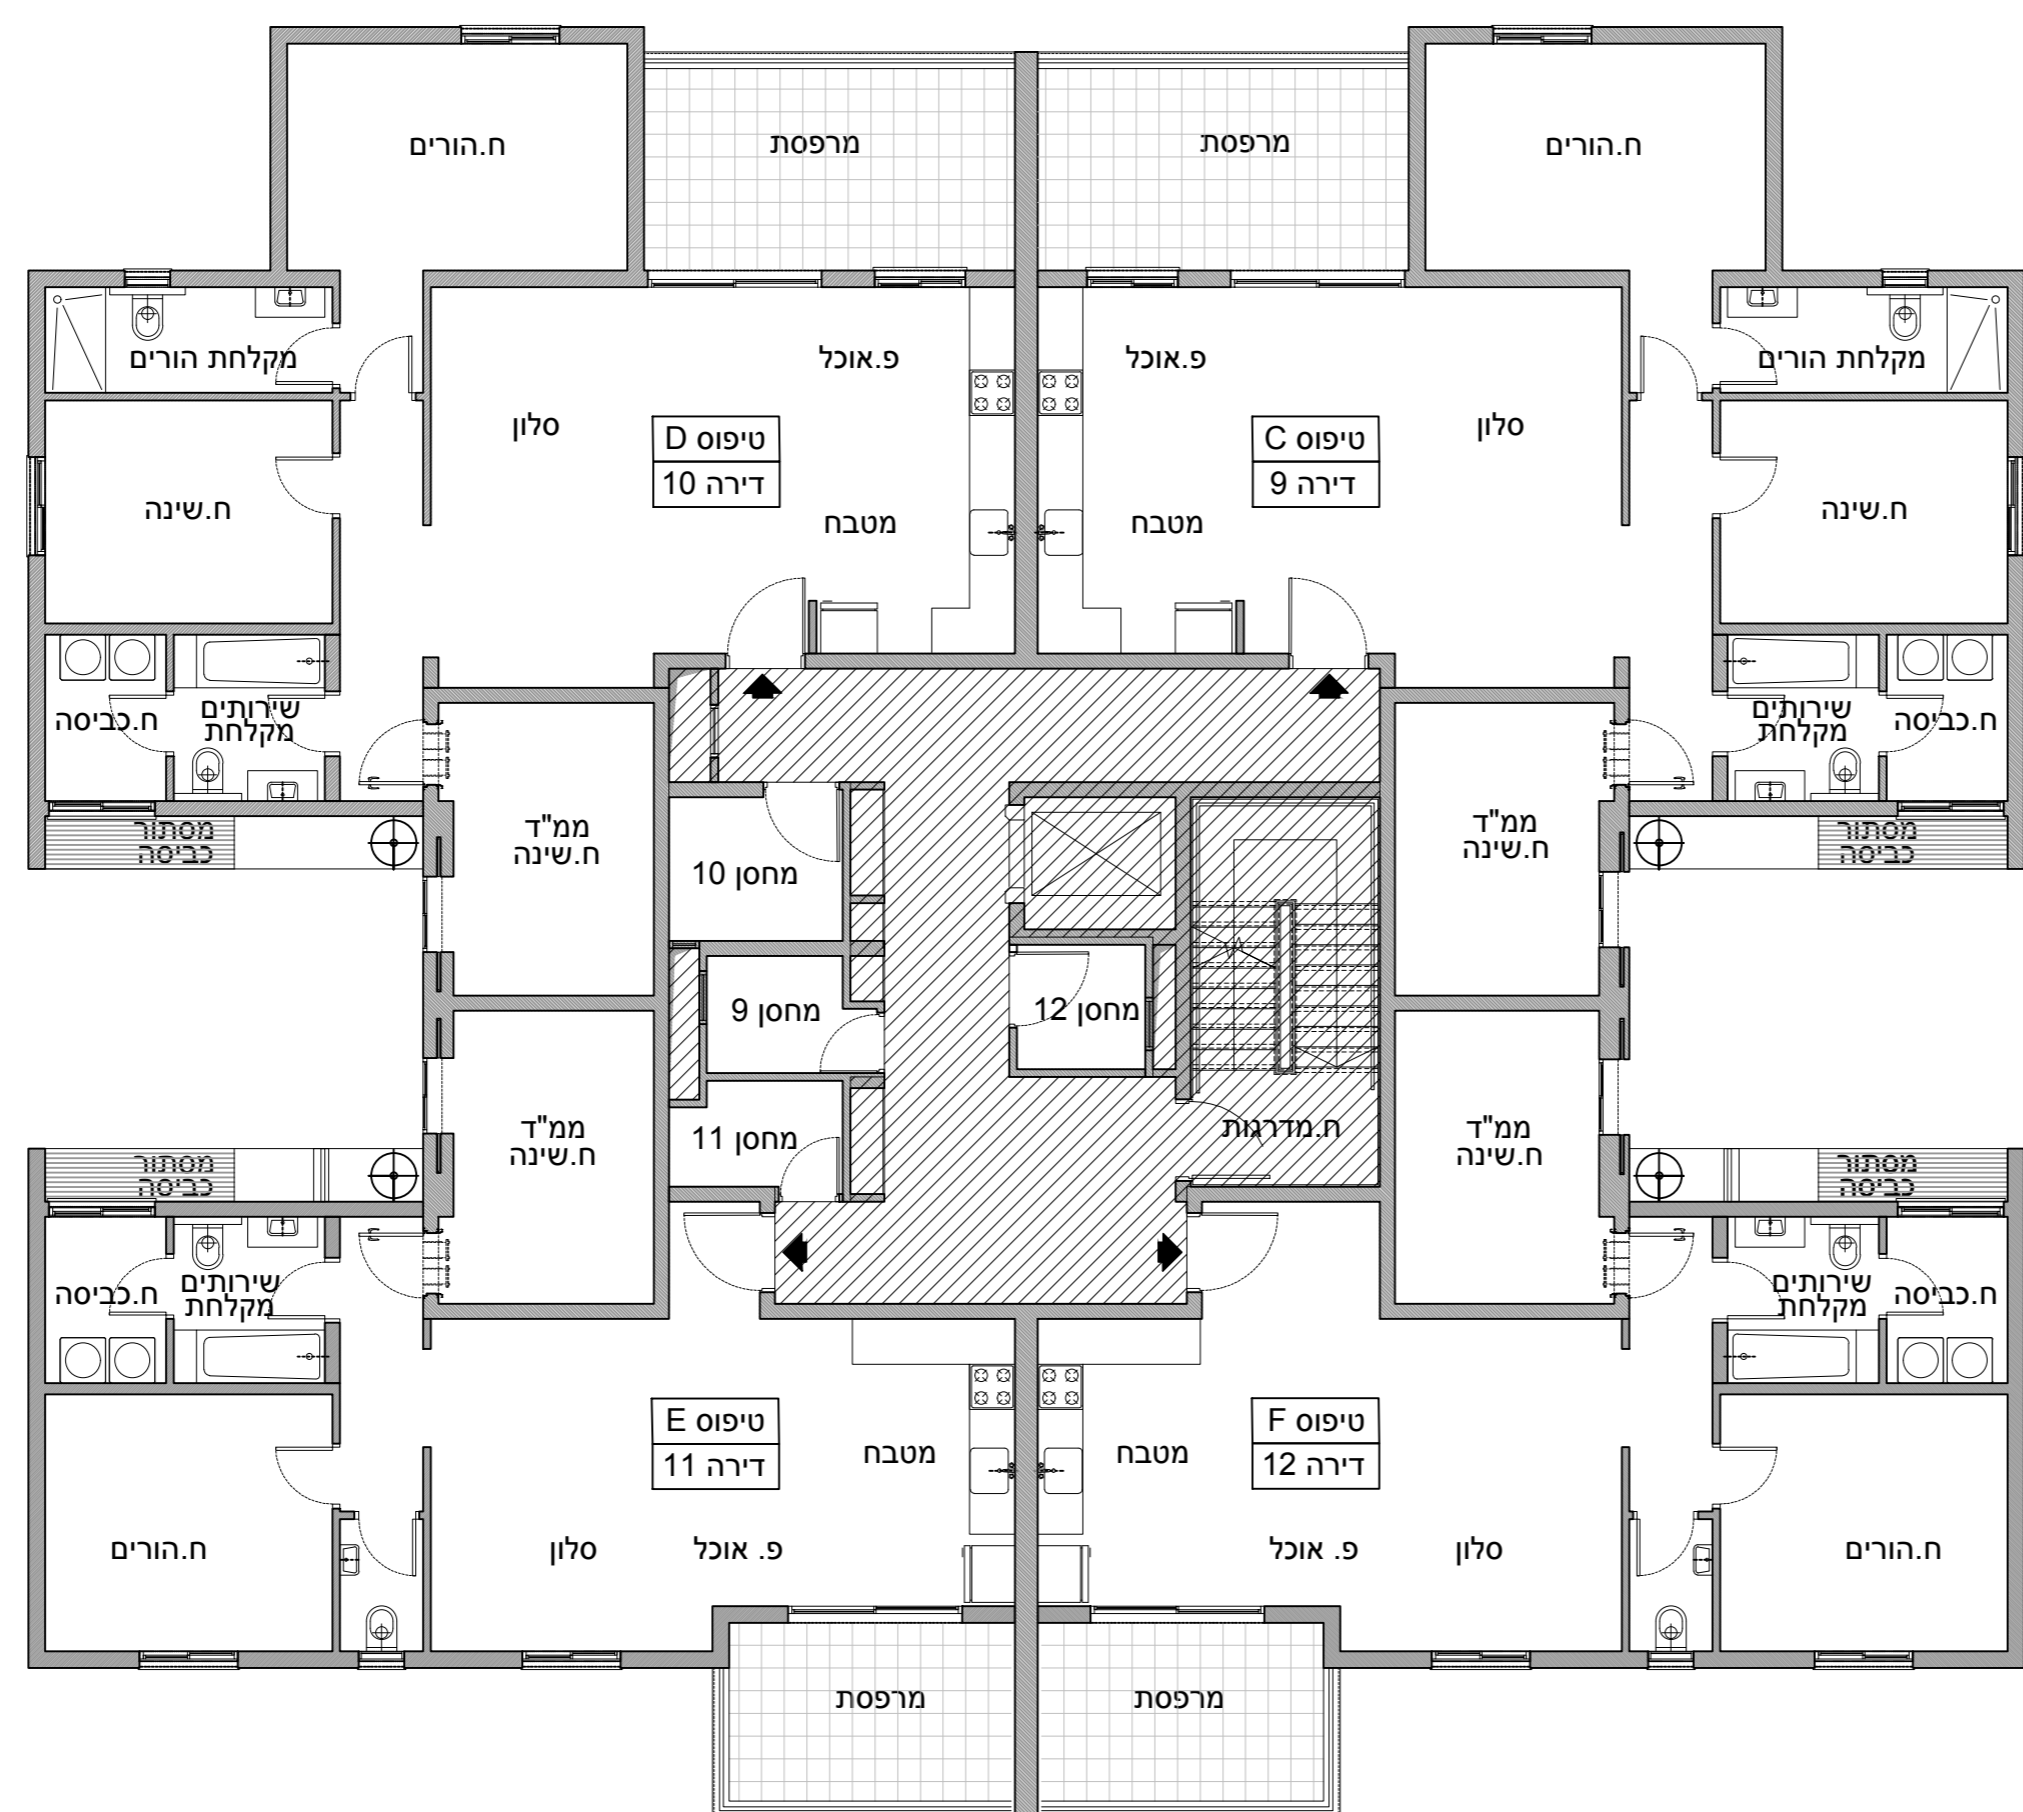 ח.הורים
מרפסת
מרפסת
ח.הורים
מקלחת הורים
פ.אוכל
פ.אוכל
מקלחת הורים
סלון
סלון
טיפוס D
דירה 10
טיפוס C
דירה 9
ח.שינה
מטבח
מטבח
ח.שינה
ח.כביסה
שירותים
מקלחת
שירותים
מקלחת
ח.כביסה
מסתור
כביסה
ממ"ד
ח.שינה
ממ"ד
ח.שינה
מסתור
כביסה
מחסן 10
מחסן 9
מחסן 12
מחסן 11
ח.מדרגות
ממ"ד
ח.שינה
ממ"ד
ח.שינה
מסתור
כביסה
מסתור
כביסה
ח.כביסה
שירותים
מקלחת
שירותים
מקלחת
ח.כביסה
טיפוס E
דירה 11
טיפוס F
דירה 12
מטבח
מטבח
ח.הורים
סלון
פ. אוכל
פ. אוכל
סלון
ח.הורים
מרפסת
מרפסת